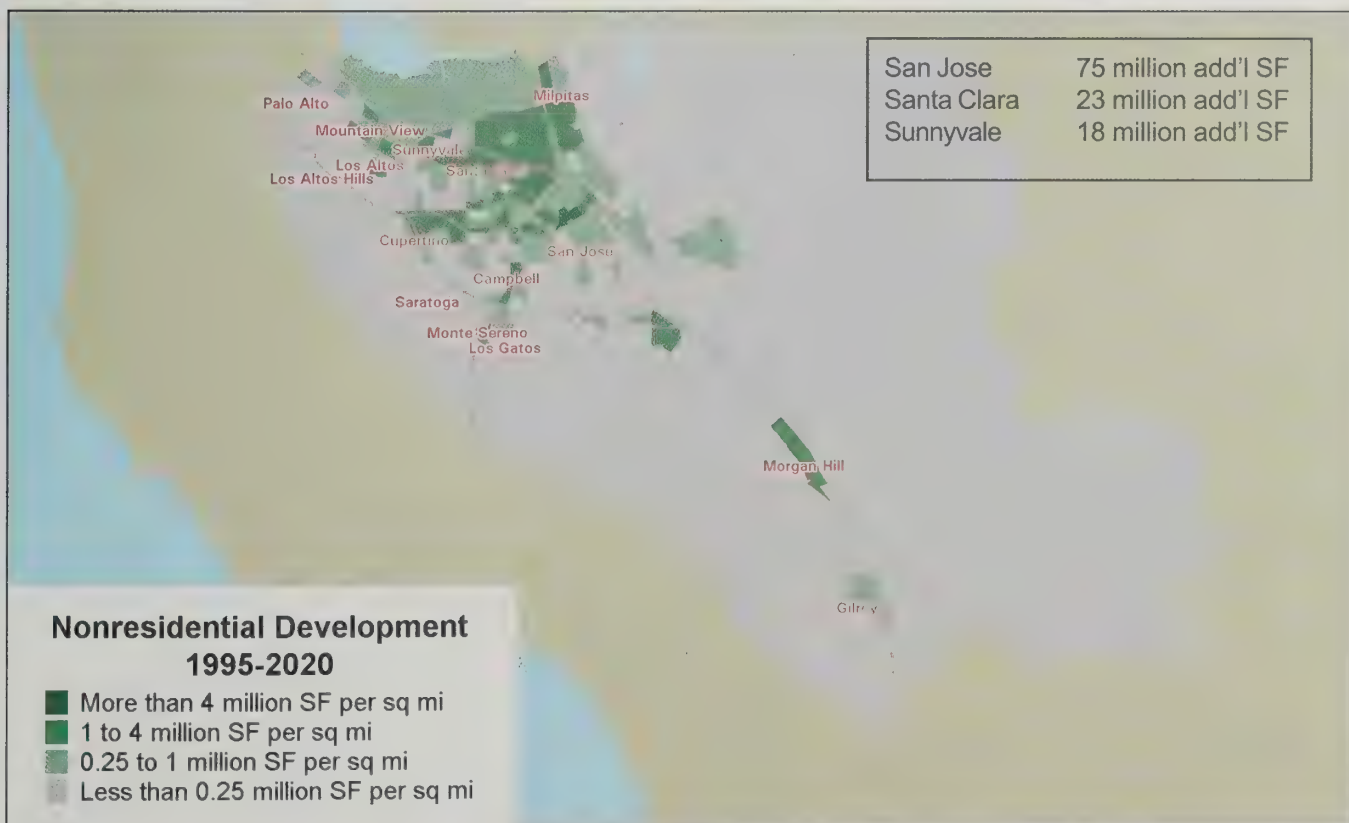 San Jose 75 million add'l SF
Santa Clara 23 million add'l SF
Sunnyvale 18 million add'l SF
Palo Alto
Milpitas
Mountain View
Sunnyvale
Los Altos
Los Altos Hills
Cupertino
San Jose
Campbell
Saratoga
Monte Sereno
Los Gatos
Morgan Hill
Nonresidential Development
1995-2020
More than 4 million SF per sq mi
1 to 4 million SF per sq mi
0.25 to 1 million SF per sq mi
Less than 0.25 million SF per sq mi